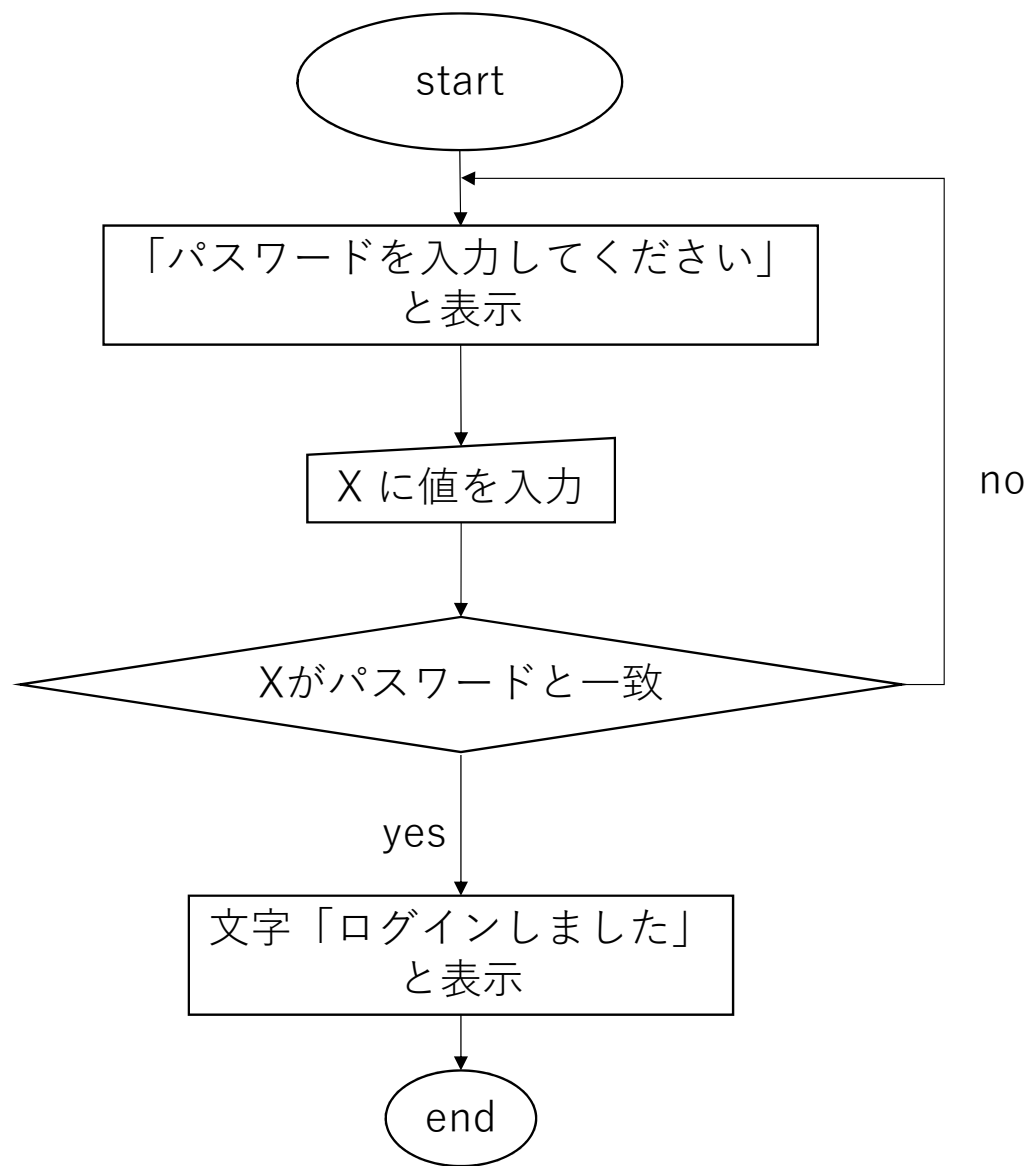 start
「パスワードを入力してください」
と表示
X に値を入力
no
Xがパスワードと一致
yes
文字「ログインしました」
と表示
end